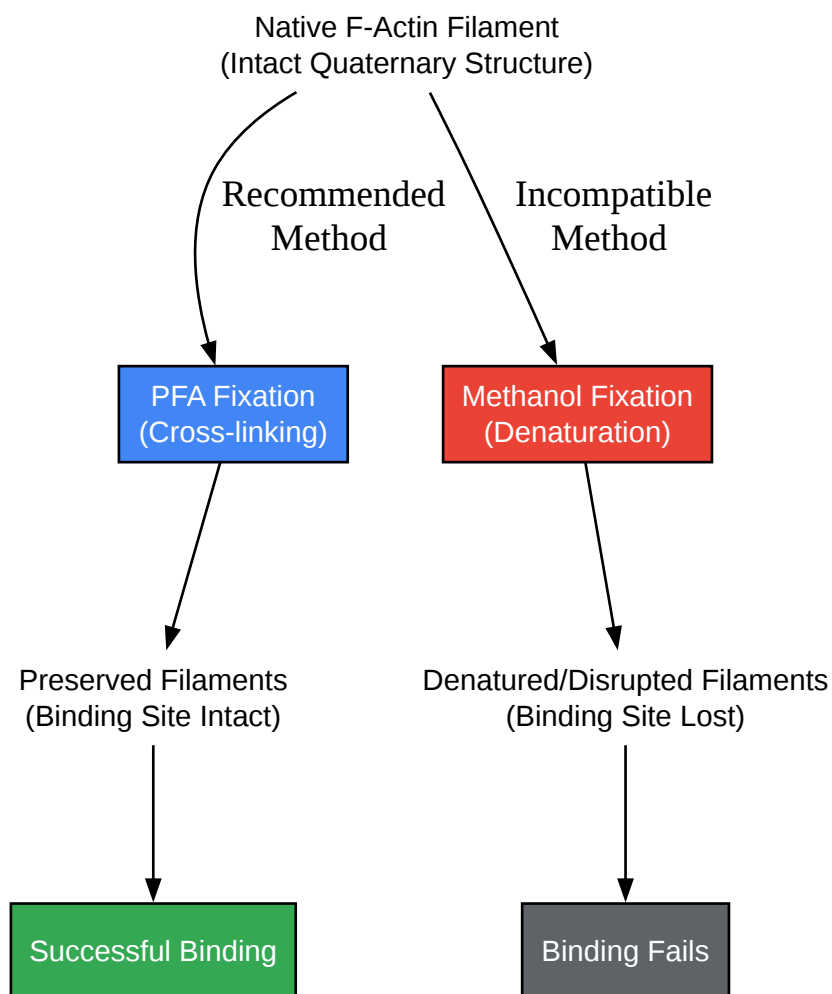 Native F-Actin Filament
(Intact Quaternary Structure)
Recommended
Method
Incompatible
Method
PFA Fixation
(Cross-linking)
Methanol Fixation
(Denaturation)
Preserved Filaments
(Binding Site Intact)
Denatured/Disrupted Filaments
(Binding Site Lost)
Successful Binding
Binding Fails